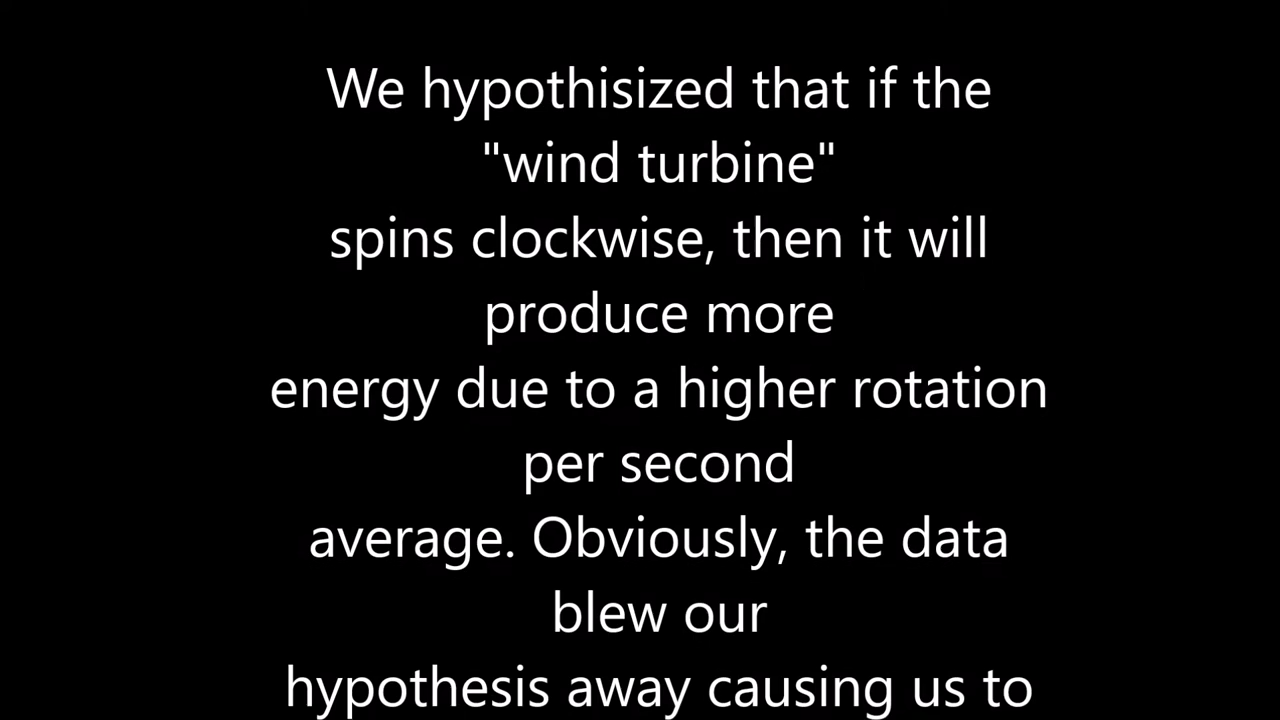 We hypothisized that if the
"wind turbine"
spins clockwise, then it will
produce more
energy due to a higher rotation
per second
average. Obviously, the data
blew our
hypothesis away causing us to